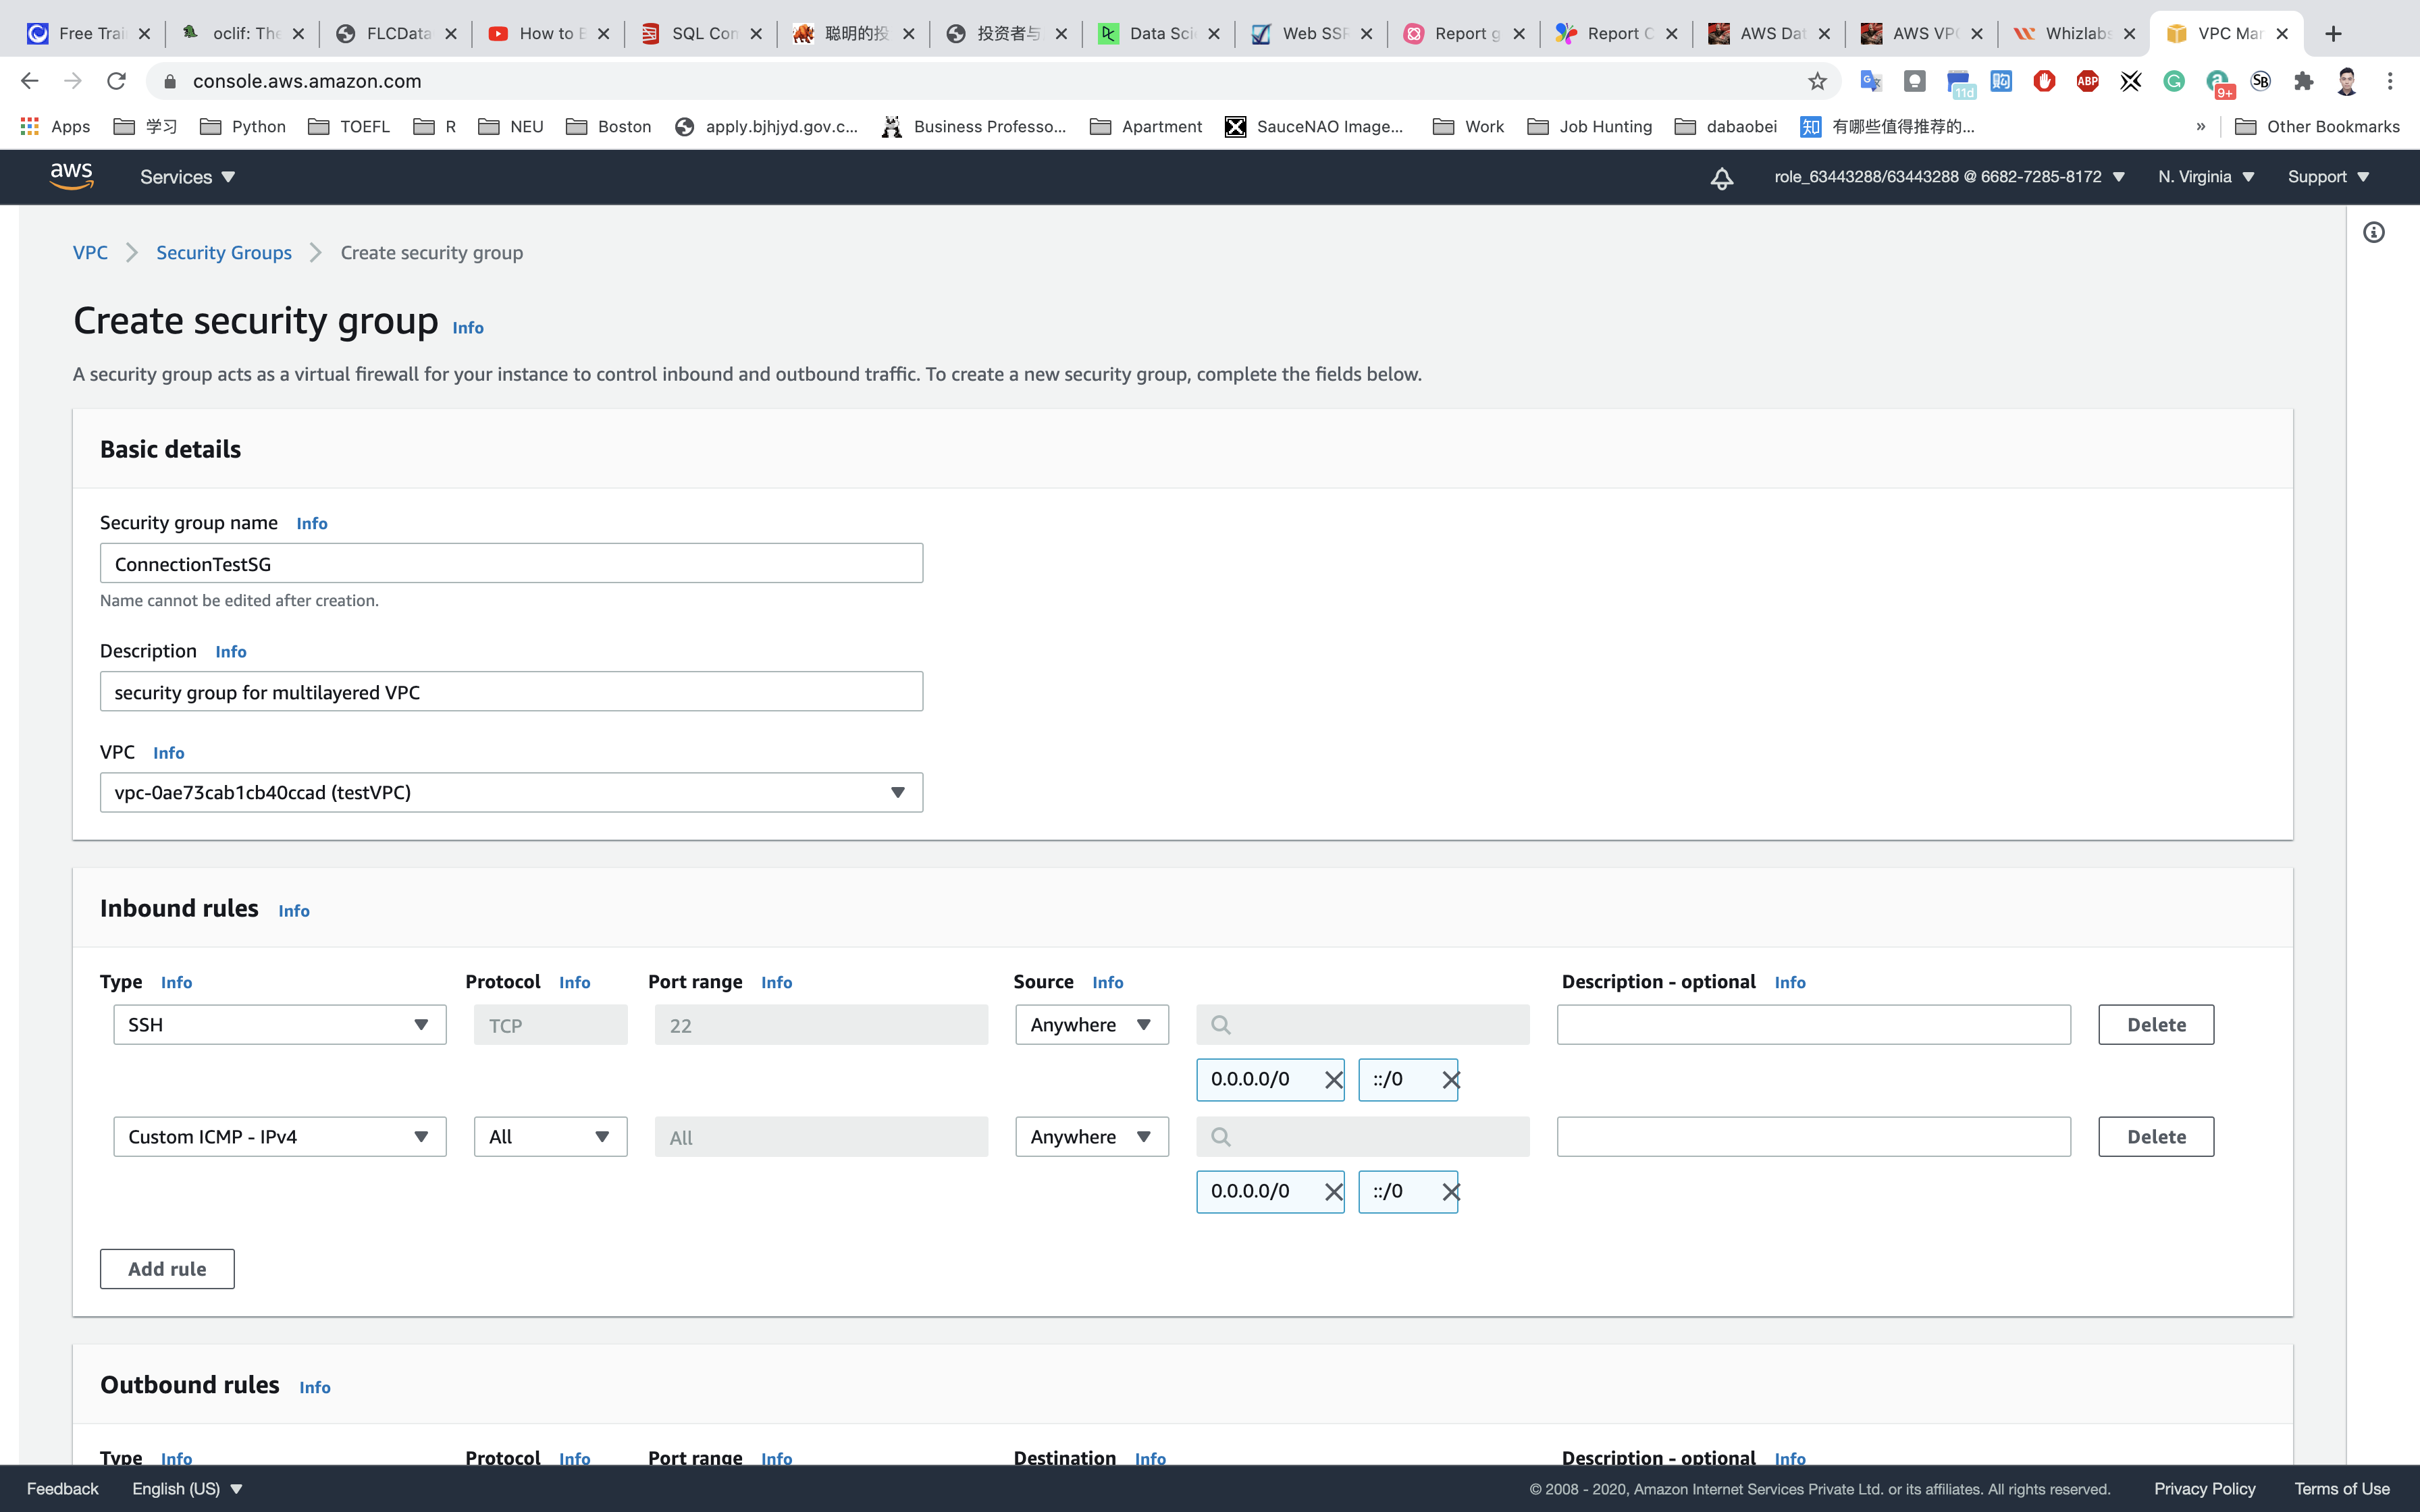 Free Trai oclif: The FLCData How to E SQL Con 聪明的投 投资者与 Data Sci Web SSR Report g Report C AWS Dat AWS VPC Whizlabs VPC Man
console.aws.amazon.com 11d 购 ABP 9+ SB
Apps 学习 Python TOEFL R NEU Boston apply.bjhjyd.gov.c... Business Professo... Apartment SauceNAO Image... Work Job Hunting dabaobei 知 有哪些值得推荐的... » Other Bookmarks
aws Services role_63443288/63443288 @ 6682-7285-8172 N. Virginia Support
VPC Security Groups Create security group
Create security group Info
A security group acts as a virtual firewall for your instance to control inbound and outbound traffic. To create a new security group, complete the fields below.
Basic details
Security group name Info
ConnectionTestSG
Name cannot be edited after creation.
Description Info
security group for multilayered VPC
VPC Info
vpc-0ae73cab1cb40ccad (testVPC)
Inbound rules Info
Type Info Protocol Info Port range Info Source Info Description - optional Info
SSH TCP 22 Anywhere Delete
0.0.0.0/0 ::/0
Custom ICMP - IPv4 All All Anywhere Delete
0.0.0.0/0 ::/0
Add rule
Outbound rules Info
Type Info Protocol Info Port range Info Destination Info Description - optional Info
Feedback English (US) © 2008 - 2020, Amazon Internet Services Private Ltd. or its affiliates. All rights reserved. Privacy Policy Terms of Use